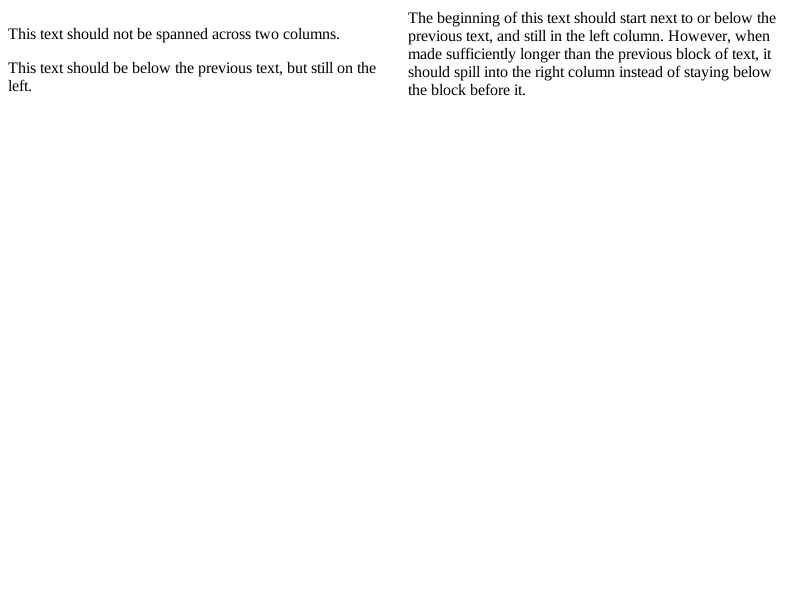 This text should not be spanned across two columns.
This text should be below the previous text, but still on the
left.
The beginning of this text should start next to or below the
previous text, and still in the left column. However, when
made sufficiently longer than the previous block of text, it
should spill into the right column instead of staying below
the block before it.